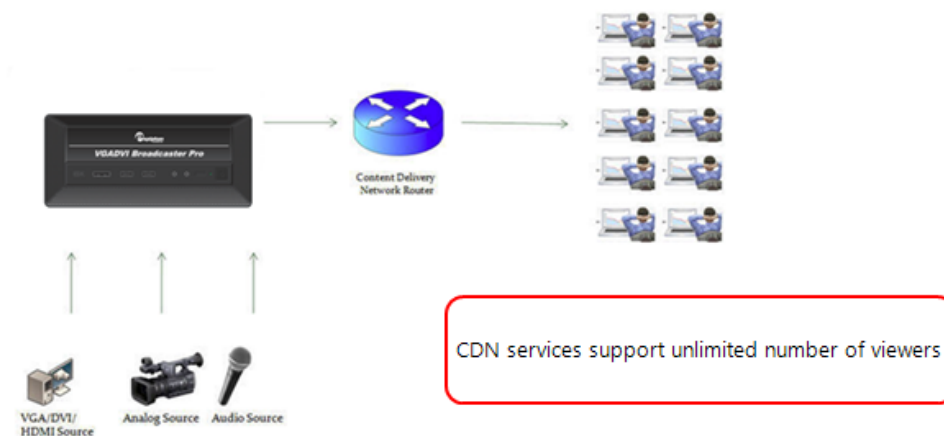 VGADVI Broadcaster Pro
Content Delivery
Network Router
CDN services support unlimited number of viewers
VGA/DVI/
HDMI Source
Analog Source
Audio Source